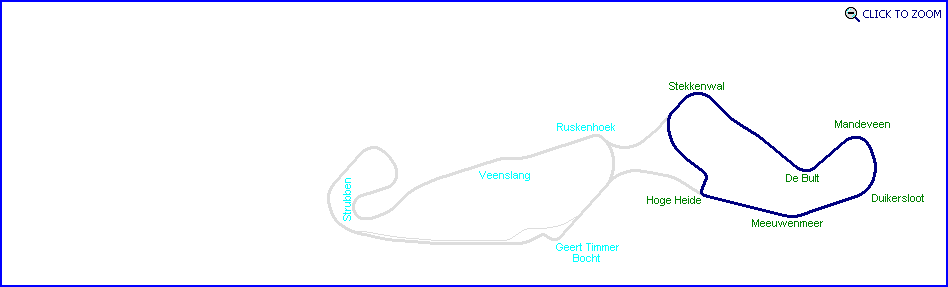 CLICK TO ZOOM
Stekkenwal
Mandeveen
Ruskenhoek
De Bult
Veenslang
Strubben
Hoge Heide
Duikersloot
Meeuwenmeer
Geert Timmer
Bocht